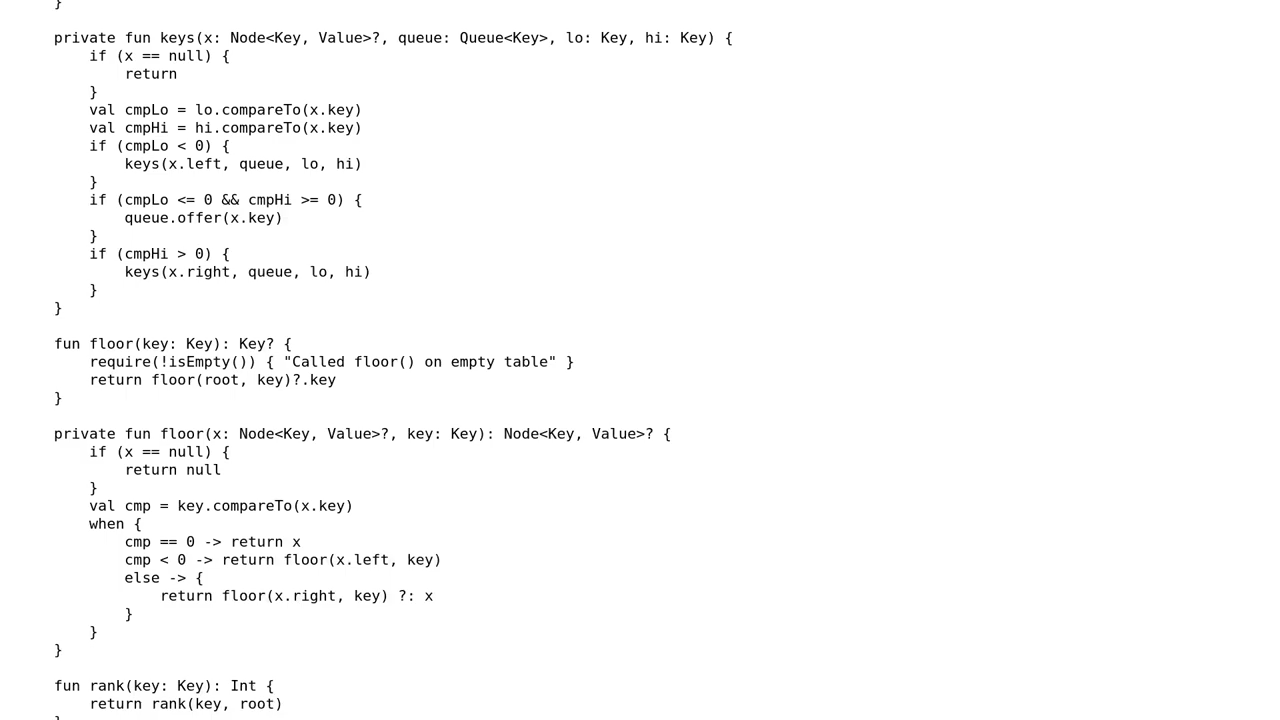 }
private fun keys(x: Node<Key, Value>?, queue: Queue<Key>, lo: Key, hi: Key) {
    if (x == null) {
        return
    }
    val cmpLo = lo.compareTo(x.key)
    val cmpHi = hi.compareTo(x.key)
    if (cmpLo < 0) {
        keys(x.left, queue, lo, hi)
    }
    if (cmpLo <= 0 && cmpHi >= 0) {
        queue.offer(x.key)
    }
    if (cmpHi > 0) {
        keys(x.right, queue, lo, hi)
    }
}

fun floor(key: Key): Key? {
    require(!isEmpty()) { "Called floor() on empty table" }
    return floor(root, key)?.key
}

private fun floor(x: Node<Key, Value>?, key: Key): Node<Key, Value>? {
    if (x == null) {
        return null
    }
    val cmp = key.compareTo(x.key)
    when {
        cmp == 0 -> return x
        cmp < 0 -> return floor(x.left, key)
        else -> {
            return floor(x.right, key) ?: x
        }
    }
}

fun rank(key: Key): Int {
    return rank(key, root)
}